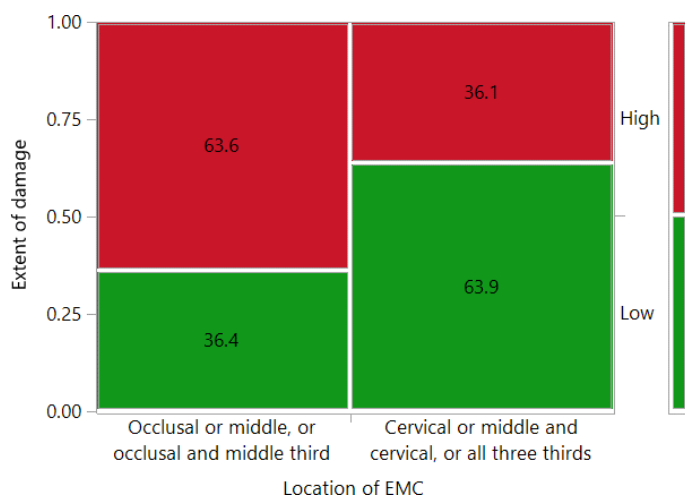 1.00
36.1
High
0.75
63.6
Extent of damage
0.50
63.9
Low
0.25
36.4
0.00
Occlusal or middle, or
occlusal and middle third
Cervical or middle and
cervical, or all three thirds
Location of EMC